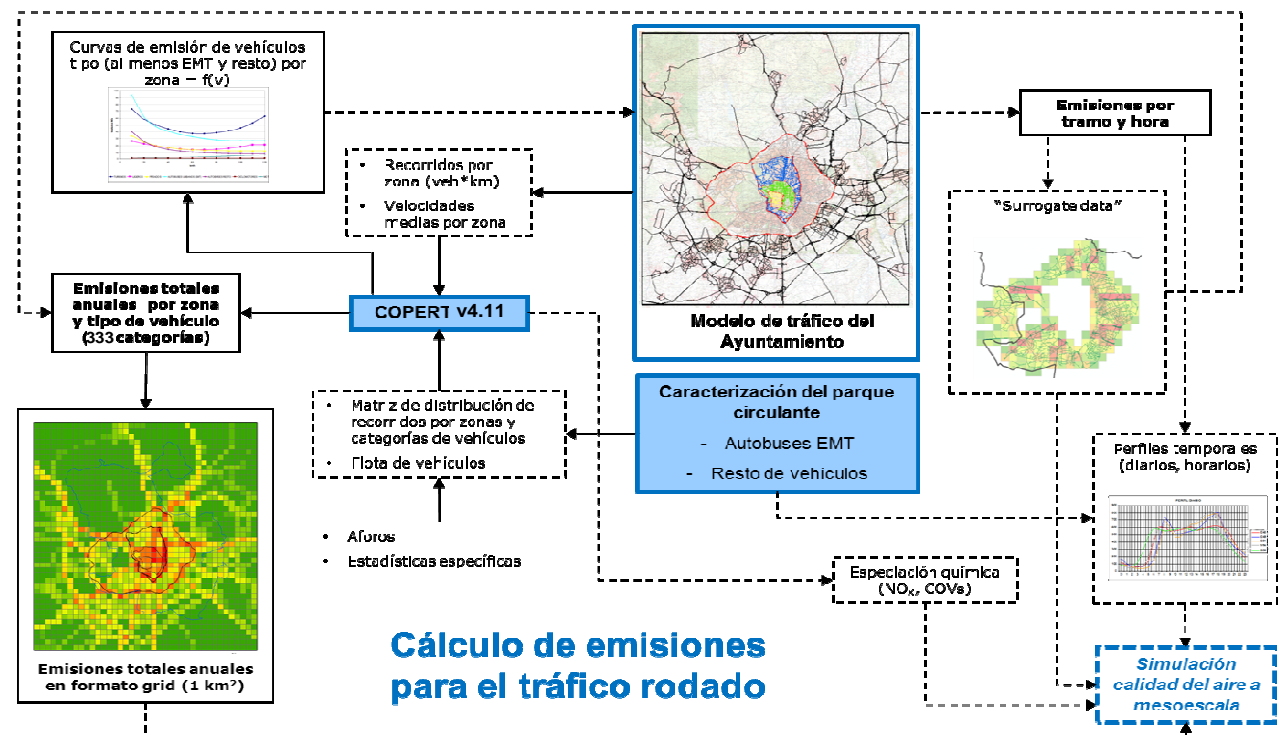 Curvas de emisión de vehículos
tipo (al menos EMT y resto) por
zona = f(v)
• Recorridos por
zona (veh*km)
• Velocidades
medias por zona
Modelo de tráfico del
Ayuntamiento
Emisiones por
tramo y hora
“Surrogate data”
Emisiones totales
anuales por zona
y tipo de vehículo
(333 categorías)
COPERT v4.11
• Matriz de distribución de
recorridos por zonas y
categorías de vehículos
• Flota de vehículos
Caracterización del parque
circulante
- Autobuses EMT
- Resto de vehículos
Perfiles temporales
(diarios, horarios)
• Aforos
• Estadísticas específicas
Especiación química
(NOX, COVs)
Cálculo de emisiones
para el tráfico rodado
Emisiones totales anuales
en formato grid (1 km²)
Simulación
calidad del aire a
mesoescala